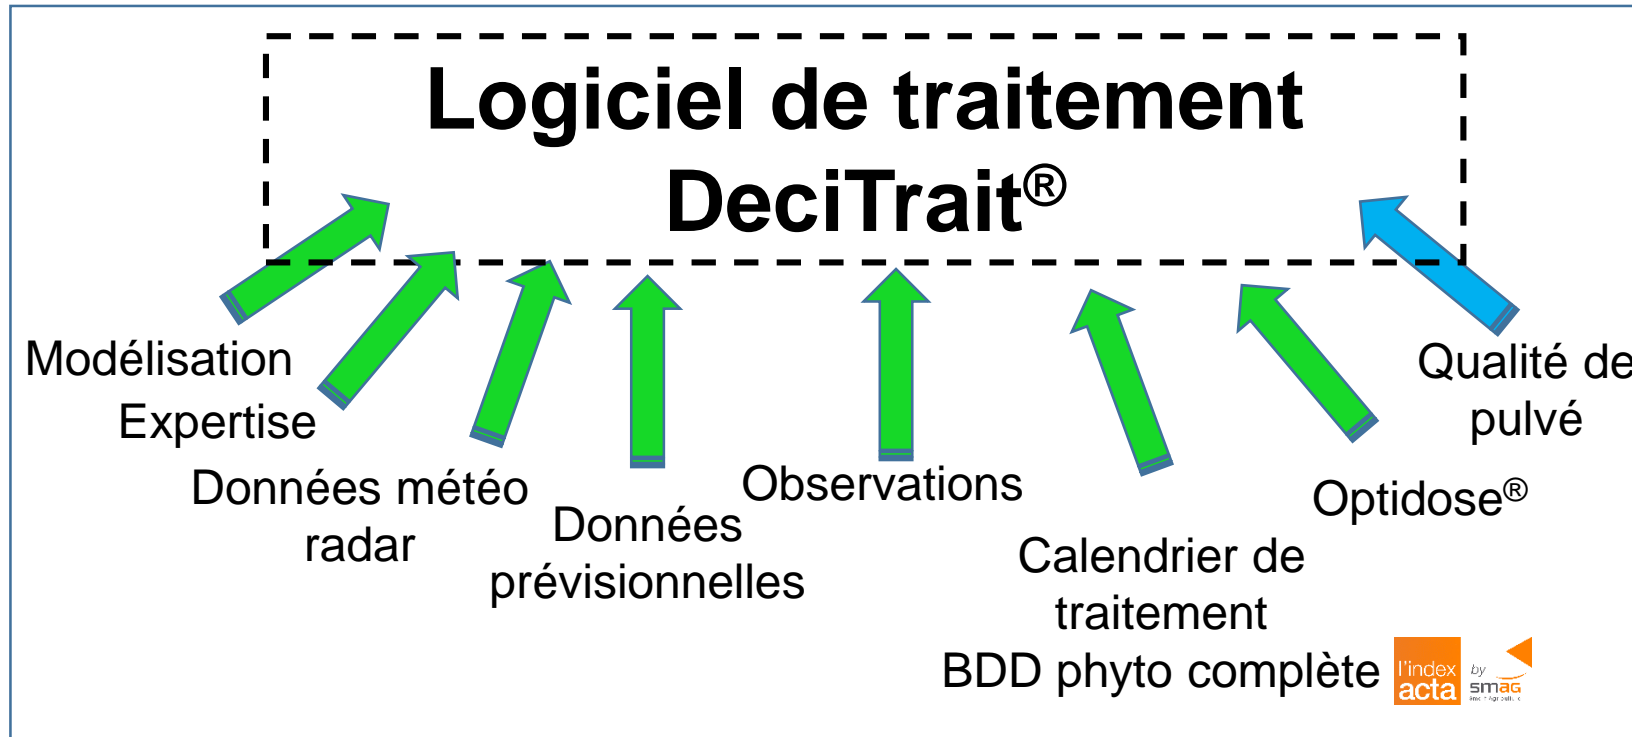 Logiciel de traitement
DeciTrait®
Modélisation
Expertise
Données météo
radar
Données
prévisionnelles
Observations
Calendrier de
traitement
BDD phyto complète
Optidose®
Qualité de
pulvé
l'index
acta
by
smag